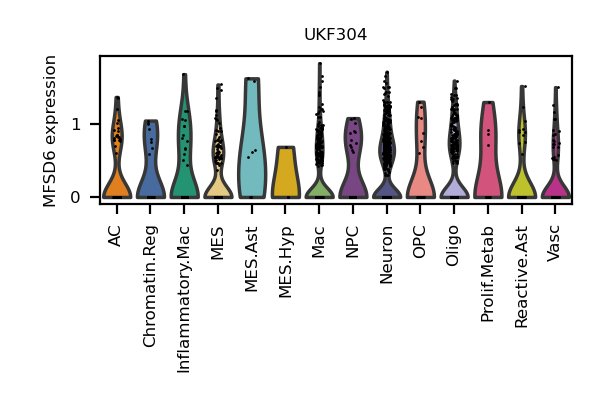 UKF304
MFSD6 expression
1
0
AC
Chromatin.Reg
Inflammatory.Mac
MES
MES.Ast
MES.Hyp
Mac
NPC
Neuron
OPC
Oligo
Prolif.Metab
Reactive.Ast
Vasc